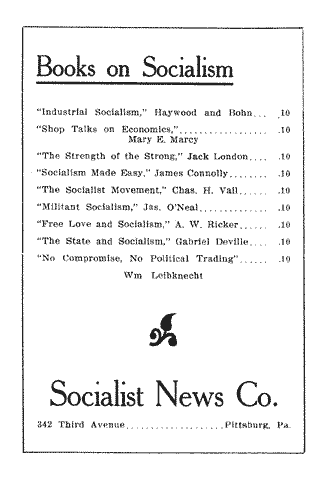 Books on Socialism
"Industrial Socialism," Haywood and Bohn... .10
"Shop Talks on Economics,"................. .10
Mary E. Marcy
"The Strength of the Strong," Jack London.... .10
"Socialism Made Easy," James Connolly....... .10
"The Socialist Movement," Chas. H. Vail..... .10
"Militant Socialism," Jas. O'Neal............. .10
"Free Love and Socialism," A. W. Ricker...... .10
"The State and Socialism," Gabriel Deville.... .10
"No Compromise, No Political Trading"...... .10
Wm Leibknecht
Socialist News Co.
342 Third Avenue....................Pittsburg, Pa.